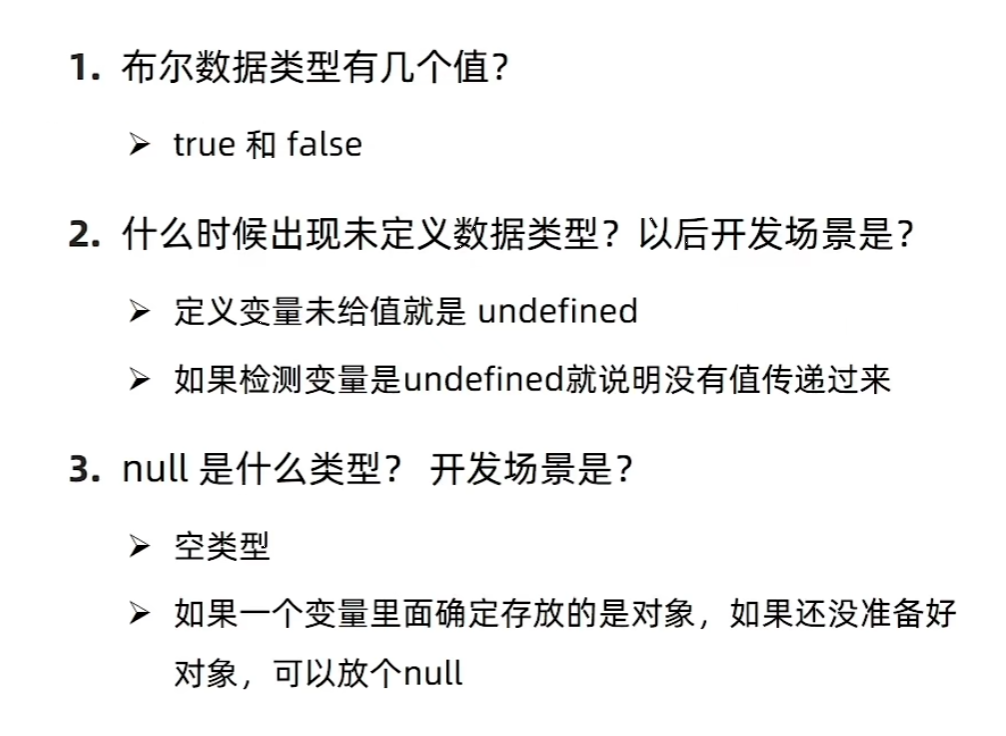 1. 布尔数据类型有几个值？
➢ true 和 false
2. 什么时候出现未定义数据类型？以后开发场景是？
➢ 定义变量未给值就是 undefined
➢ 如果检测变量是undefined就说明没有值传递过来
3. null 是什么类型？ 开发场景是？
➢ 空类型
➢ 如果一个变量里面确定存放的是对象，如果还没准备好
对象，可以放个null